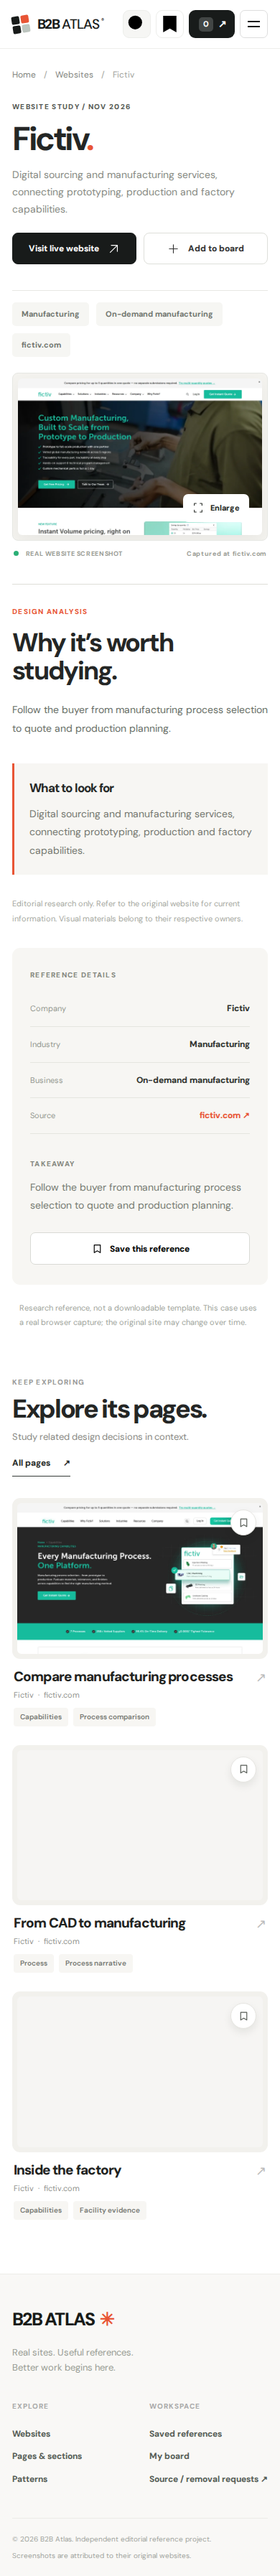 B2B ATLAS
0 ↗
Home / Websites / Fictiv
WEBSITE STUDY / NOV 2026
Fictiv.
Digital sourcing and manufacturing services,
connecting prototyping, production and factory
capabilities.
Visit live website
Add to board
Manufacturing
On-demand manufacturing
fictiv.com
fictiv
Custom Manufacturing,
Built to Scale from
Prototype to Production
Instant Volume pricing, right on
Enlarge
REAL WEBSITE SCREENSHOT
Captured at fictiv.com
DESIGN ANALYSIS
Why it’s worth
studying.
Follow the buyer from manufacturing process selection
to quote and production planning.
What to look for
Digital sourcing and manufacturing services,
connecting prototyping, production and factory
capabilities.
Editorial research only. Refer to the original website for current
information. Visual materials belong to their respective owners.
REFERENCE DETAILS
Company Fictiv
Industry Manufacturing
Business On-demand manufacturing
Source fictiv.com ↗
TAKEAWAY
Follow the buyer from manufacturing process
selection to quote and production planning.
Save this reference
Research reference, not a downloadable template. This case uses
a real browser capture; the original site may change over time.
KEEP EXPLORING
Explore its pages.
Study related design decisions in context.
All pages ↗
fictiv
Every Manufacturing Process.
One Platform.
Compare manufacturing processes ↗
Fictiv · fictiv.com
Capabilities
Process comparison
From CAD to manufacturing ↗
Fictiv · fictiv.com
Process
Process narrative
Inside the factory ↗
Fictiv · fictiv.com
Capabilities
Facility evidence
B2B ATLAS
Real sites. Useful references.
Better work begins here.
EXPLORE
Websites
Pages & sections
Patterns
WORKSPACE
Saved references
My board
Source / removal requests ↗
© 2026 B2B Atlas. Independent editorial reference project.
Screenshots are attributed to their original websites.